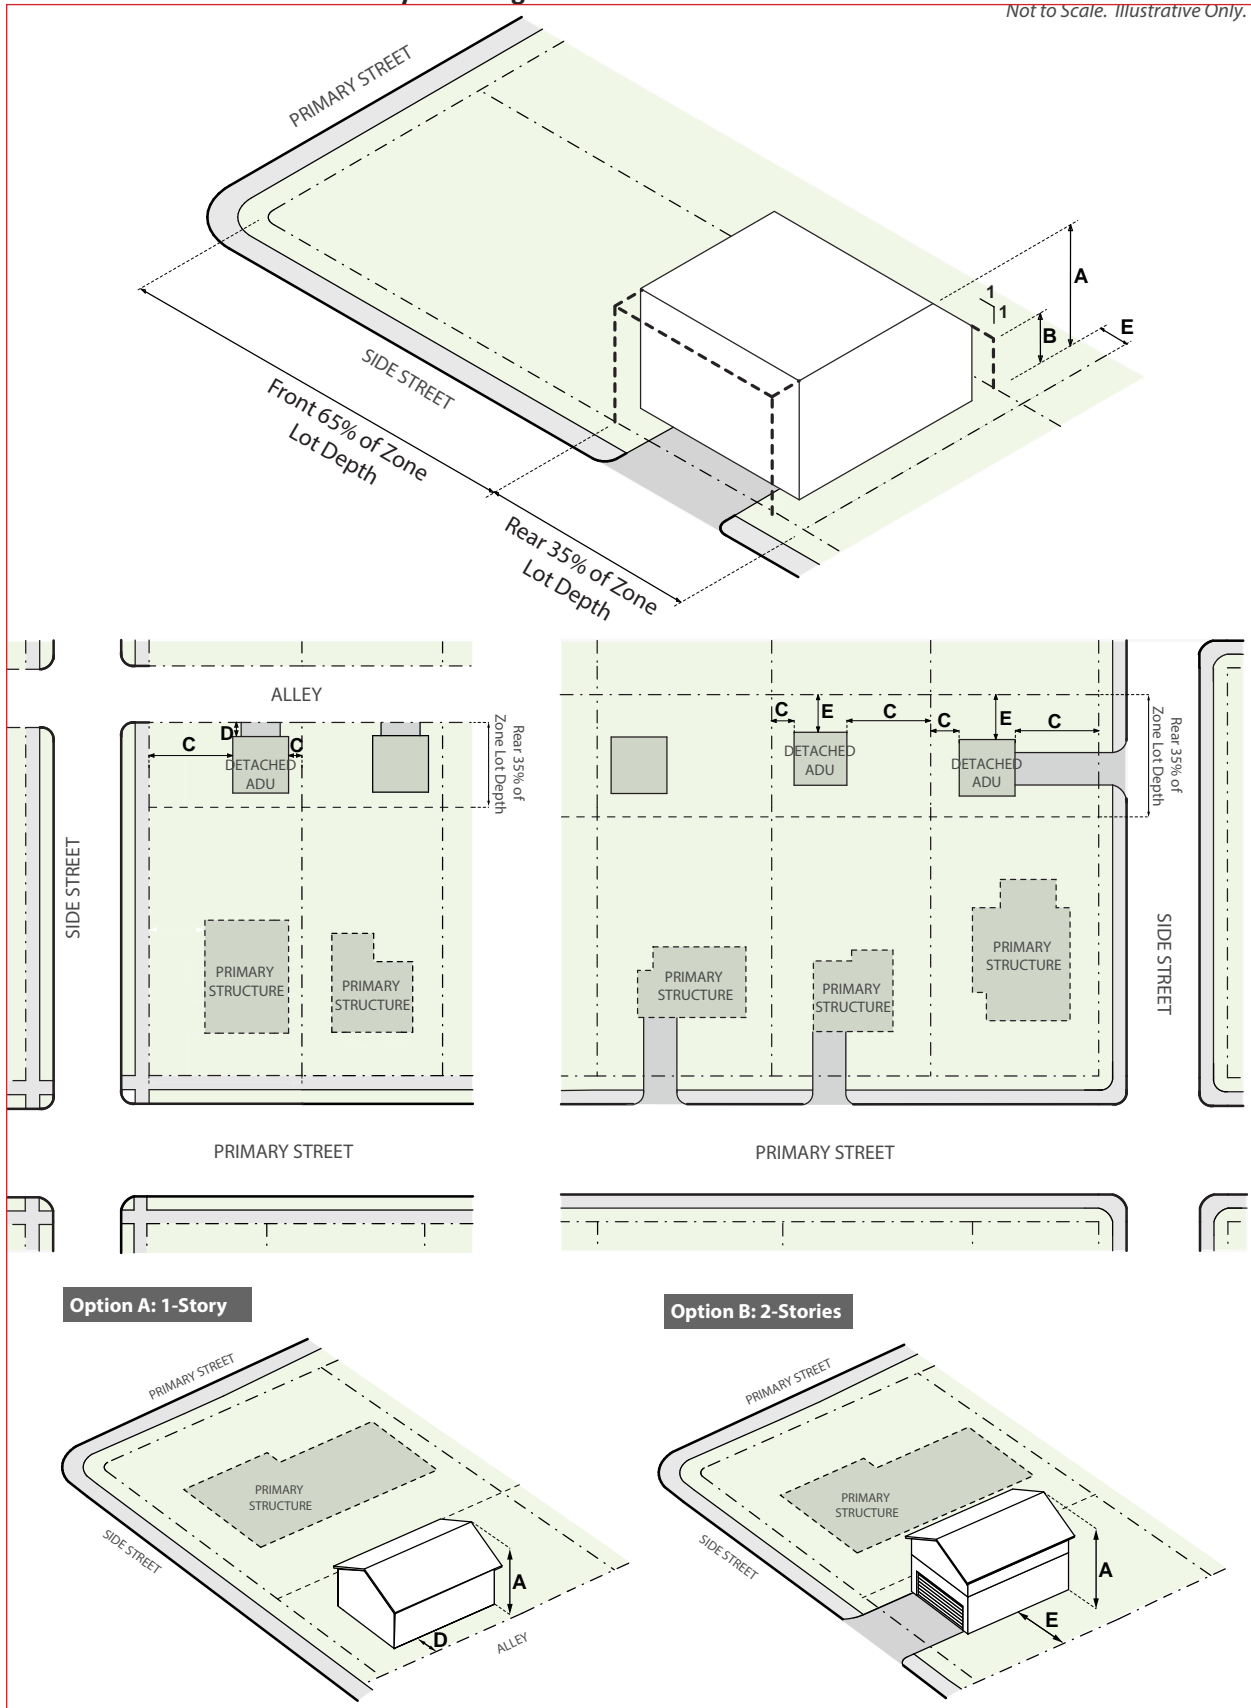 Not to Scale. Illustrative Only.
PRIMARY STREET
A
1
1
B
E
SIDE STREET
Front 65% of Zone
Lot Depth
Rear 35% of Zone
Lot Depth
ALLEY
D
C
C
DETACHED
ADU
Rear 35% of
Zone Lot Depth
C
E
C
C
E
C
DETACHED
ADU
DETACHED
ADU
Rear 35% of
Zone Lot Depth
SIDE STREET
PRIMARY
STRUCTURE
PRIMARY
STRUCTURE
PRIMARY
STRUCTURE
PRIMARY
STRUCTURE
PRIMARY
STRUCTURE
SIDE STREET
PRIMARY STREET
PRIMARY STREET
Option A: 1-Story
Option B: 2-Stories
PRIMARY STREET
PRIMARY
STRUCTURE
SIDE STREET
A
D
ALLEY
PRIMARY STREET
PRIMARY
STRUCTURE
SIDE STREET
A
E